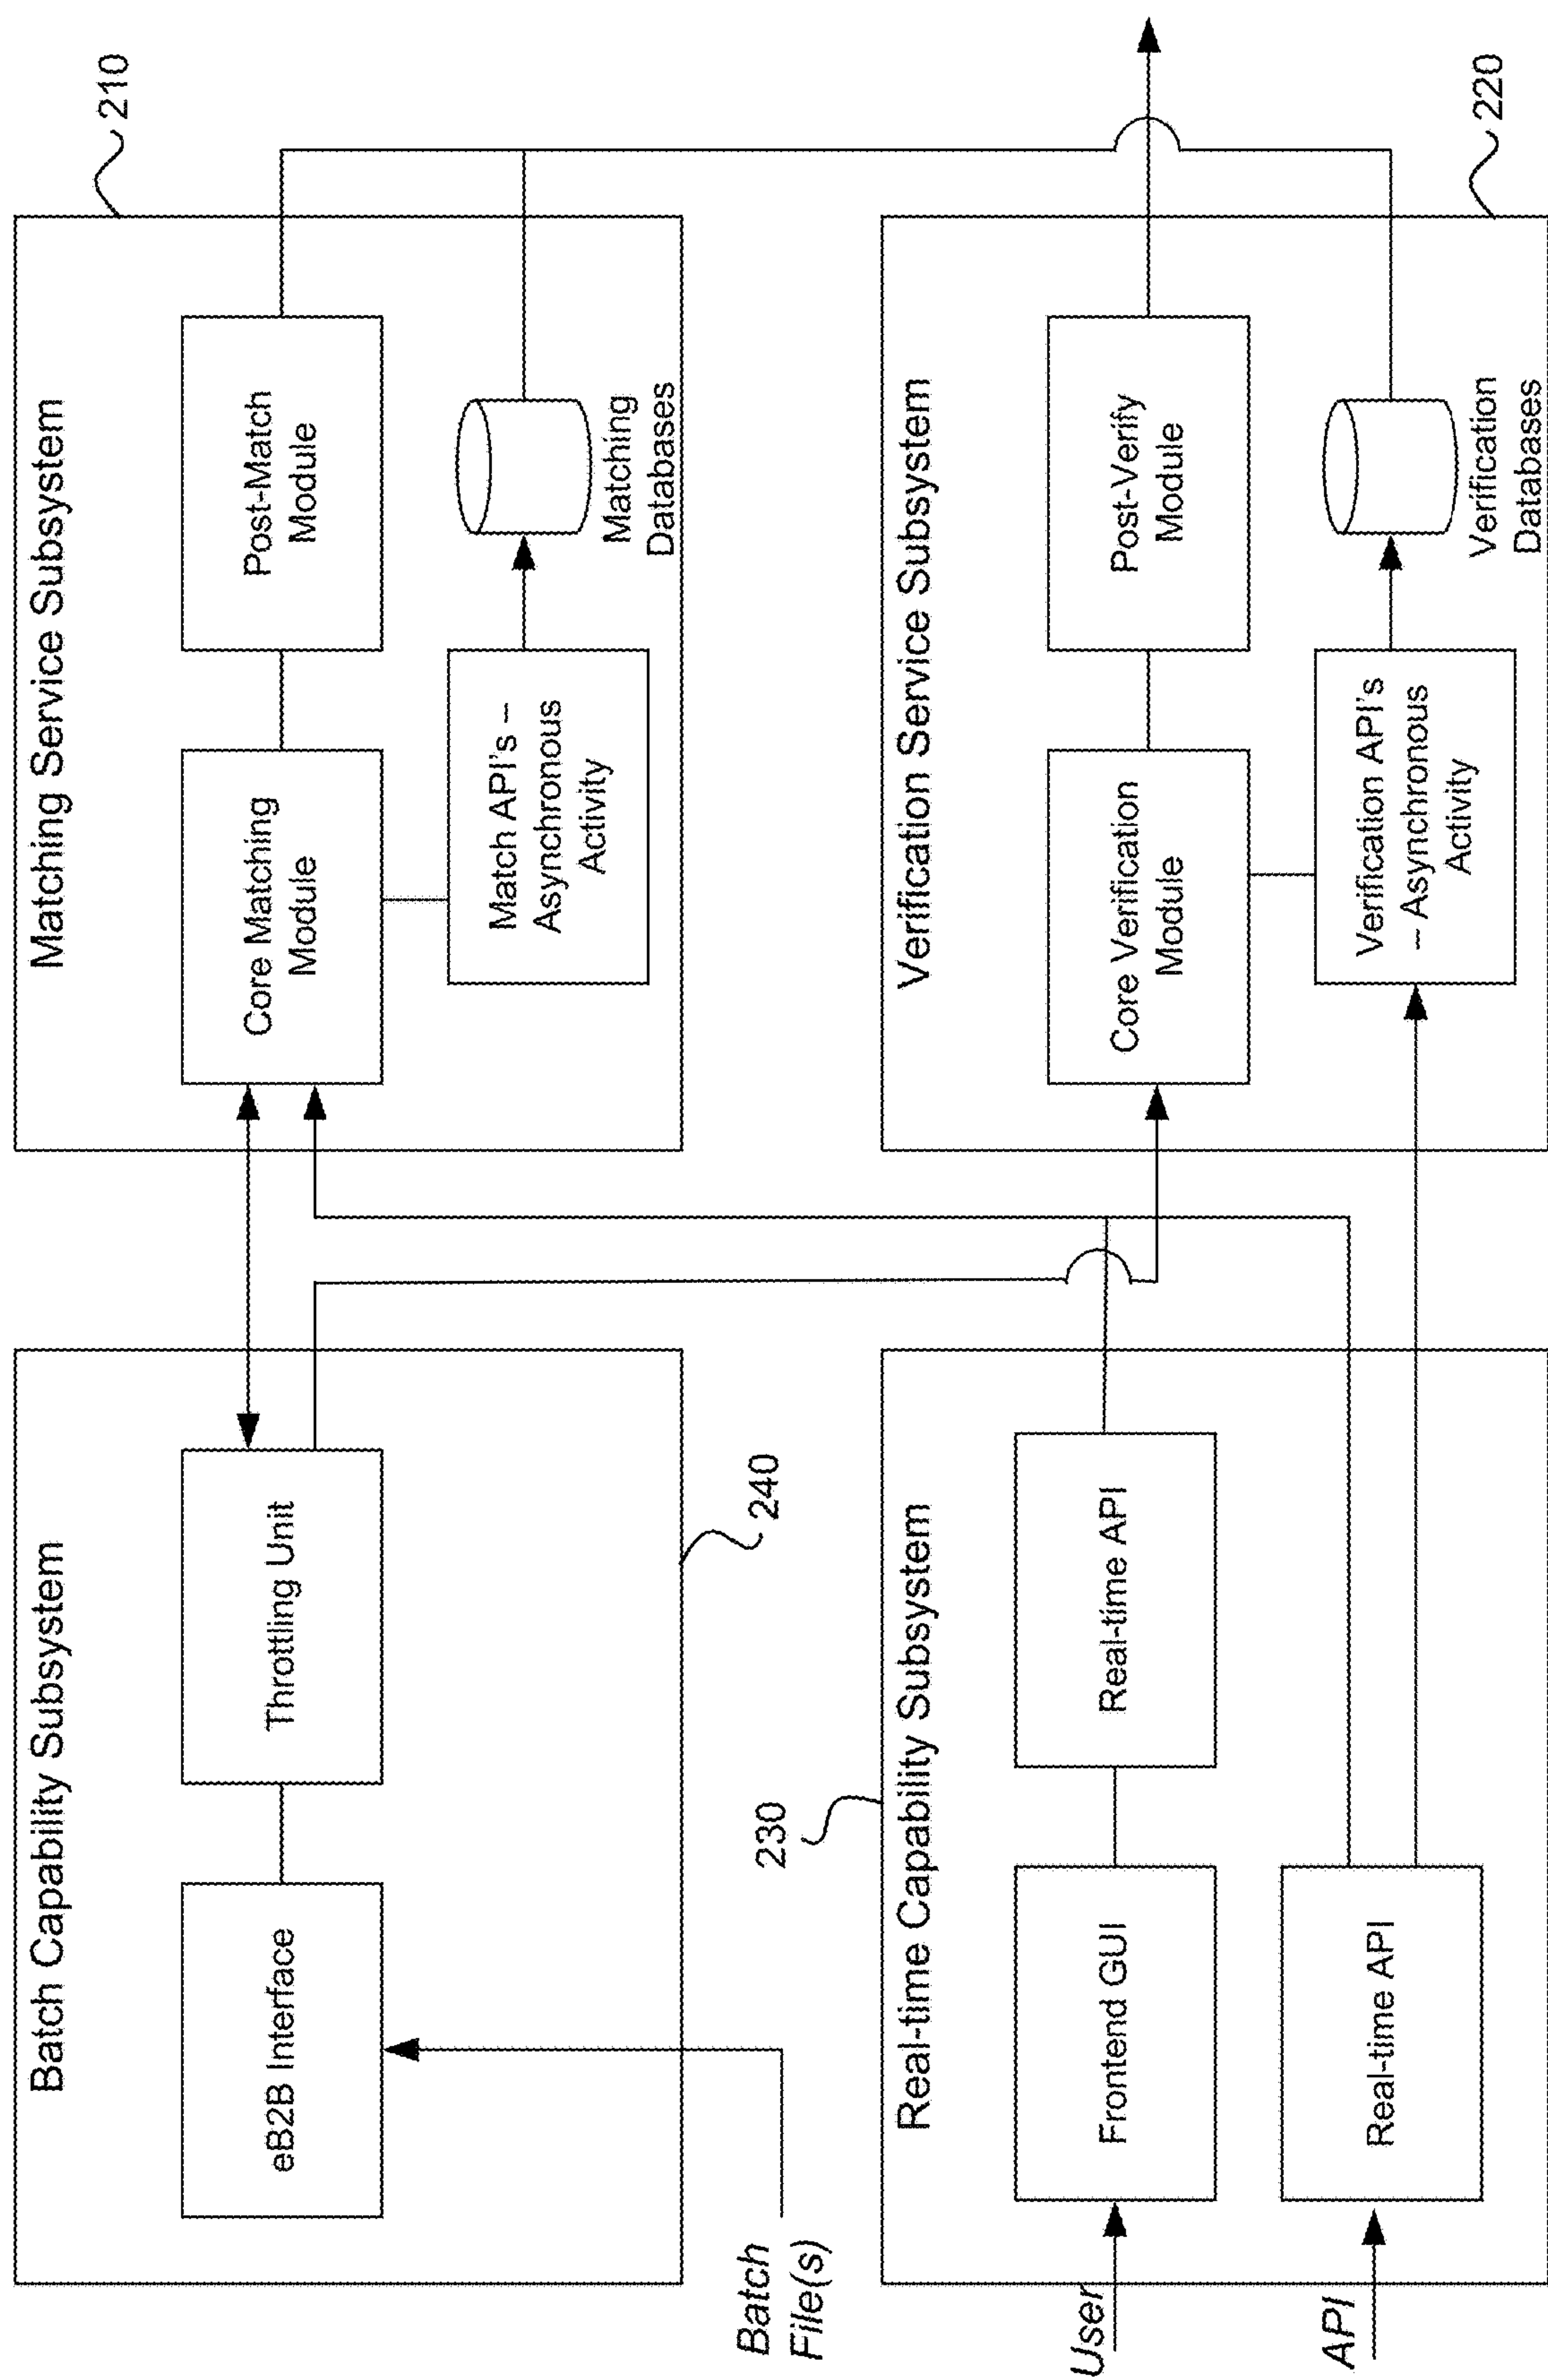 Batch Capability Subsystem
eB2B Interface
Throttling Unit
240
Batch
File(s)
Matching Service Subsystem
210
Core Matching
Module
Post-Match
Module
Match API's –
Asynchronous
Activity
Matching
Databases
Real-time Capability Subsystem
230
User
Frontend GUI
Real-time API
API
Real-time API
Verification Service Subsystem
220
Core Verification
Module
Post-Verify
Module
Verification API's
– Asynchronous
Activity
Verification
Databases